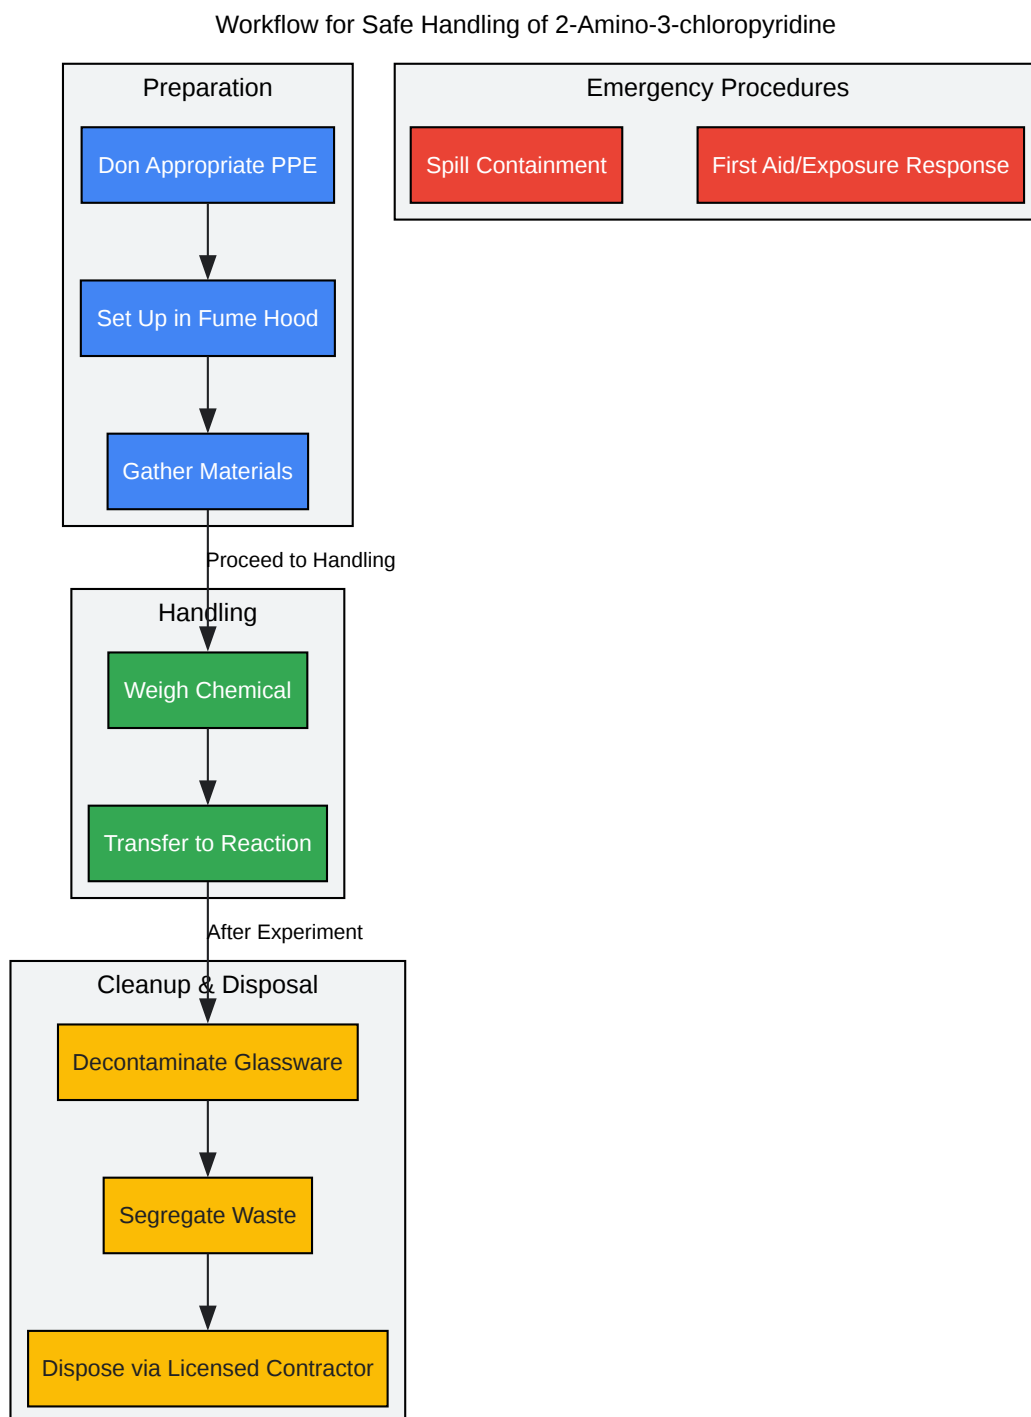 Workflow for Safe Handling of 2-Amino-3-chloropyridine
Preparation
Don Appropriate PPE
Set Up in Fume Hood
Gather Materials
Proceed to Handling
Handling
Weigh Chemical
Transfer to Reaction
After Experiment
Cleanup & Disposal
Decontaminate Glassware
Segregate Waste
Dispose via Licensed Contractor
Emergency Procedures
Spill Containment
First Aid/Exposure Response